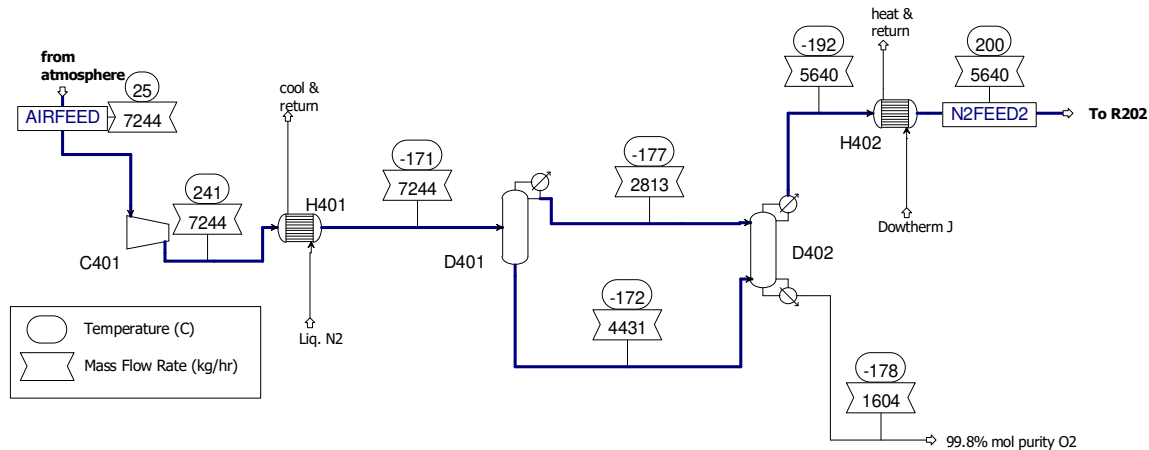 from
atmosphere
25
AIRFEED
7244
C401
241
7244
cool &
return
H401
Liq. N2
-171
7244
D401
-177
2813
-172
4431
D402
-192
5640
heat &
return
H402
Dowtherm J
200
5640
N2FEED2
To R202
-178
1604
99.8% mol purity O2
Temperature (C)
Mass Flow Rate (kg/hr)